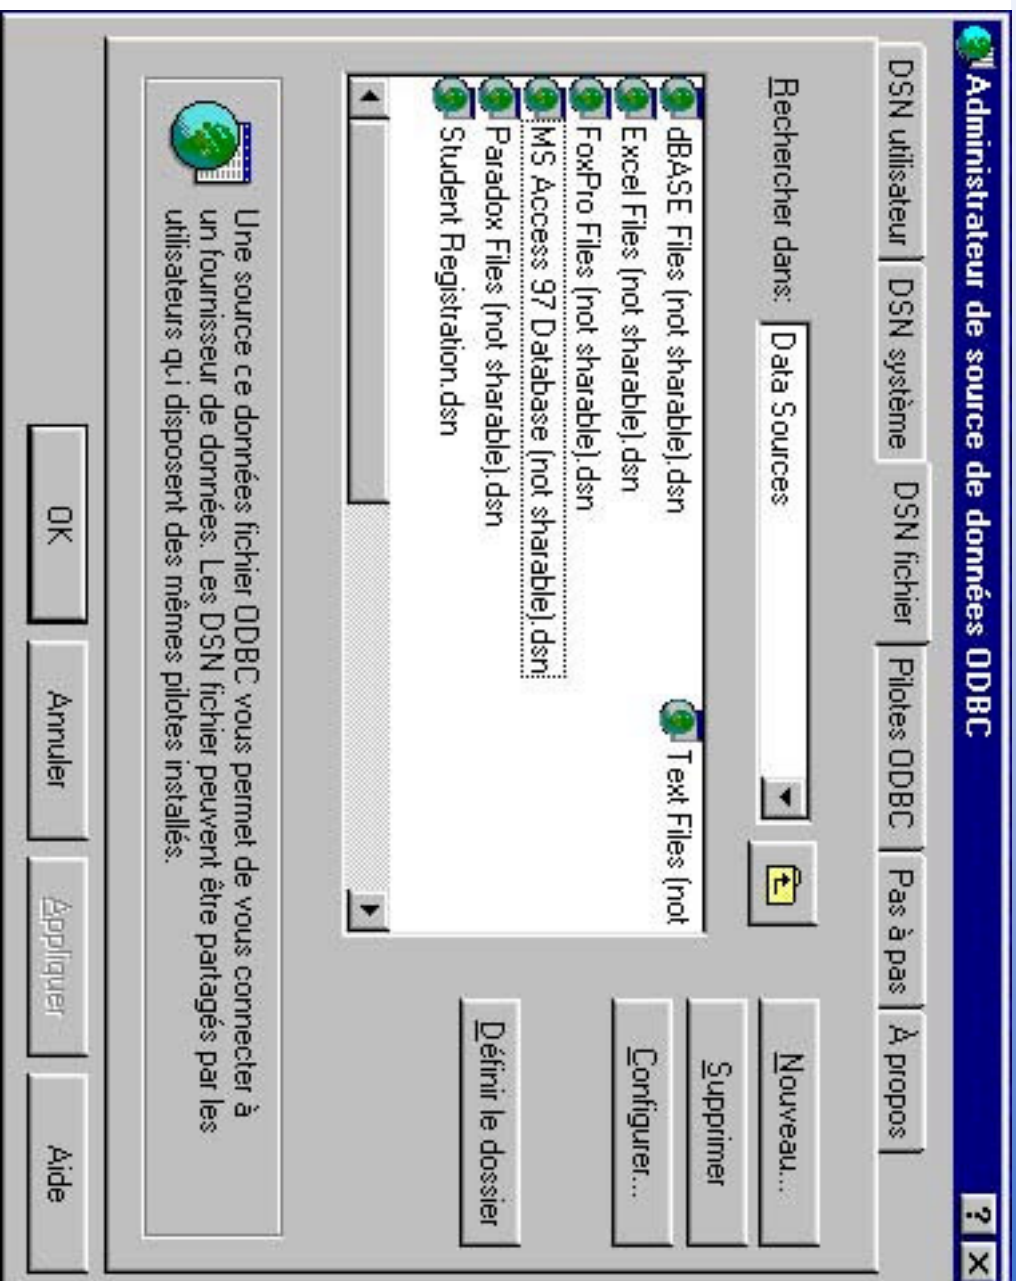 Administrateur de source de données ODBC
DSN utilisateur
DSN système
DSN fichier
Pilotes ODBC
Pas à pas
À propos
Rechercher dans:
Data Sources
Nouveau...
Supprimer
Configurer...
Définir le dossier
dBASE Files (not sharable).dsn
Excel Files (not sharable).dsn
FoxPro Files (not sharable).dsn
MS Access 97 Database (not sharable).dsn
Paradox Files (not sharable).dsn
Student Registration.dsn
Text Files (not
Une source ce données fichier ODBC vous permet de vous connecter à
un fournisseur de données. Les DSN fichier peuvent être partagés par les
utilisateurs qui disposent des mêmes pilotes installés.
OK
Annuler
Appliquer
Aide